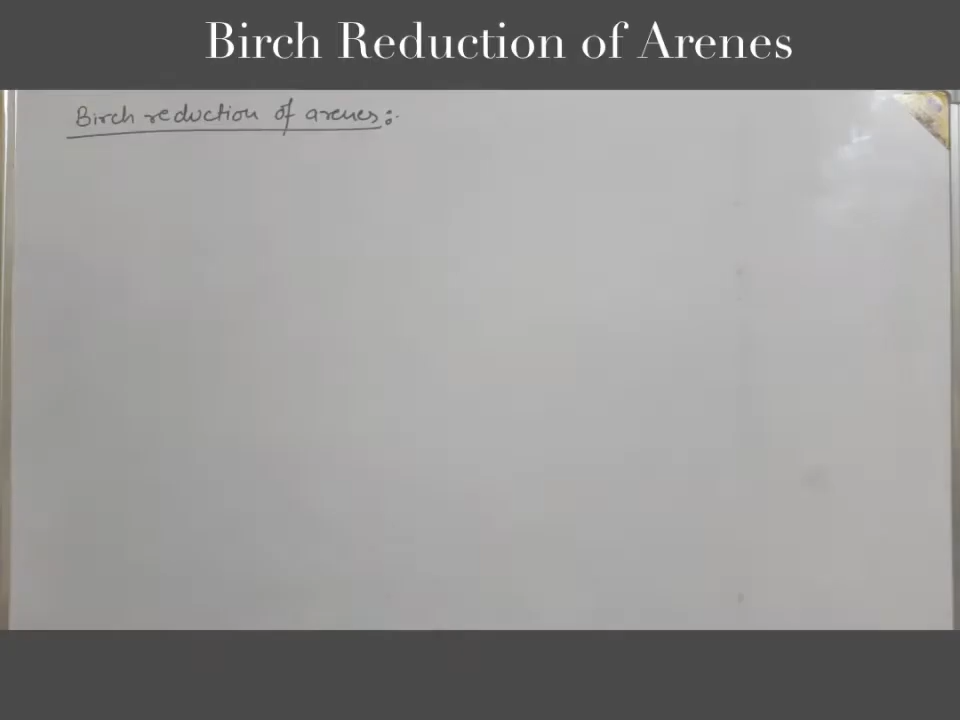 Birch Reduction of Arenes
Birch reduction of arenes:-